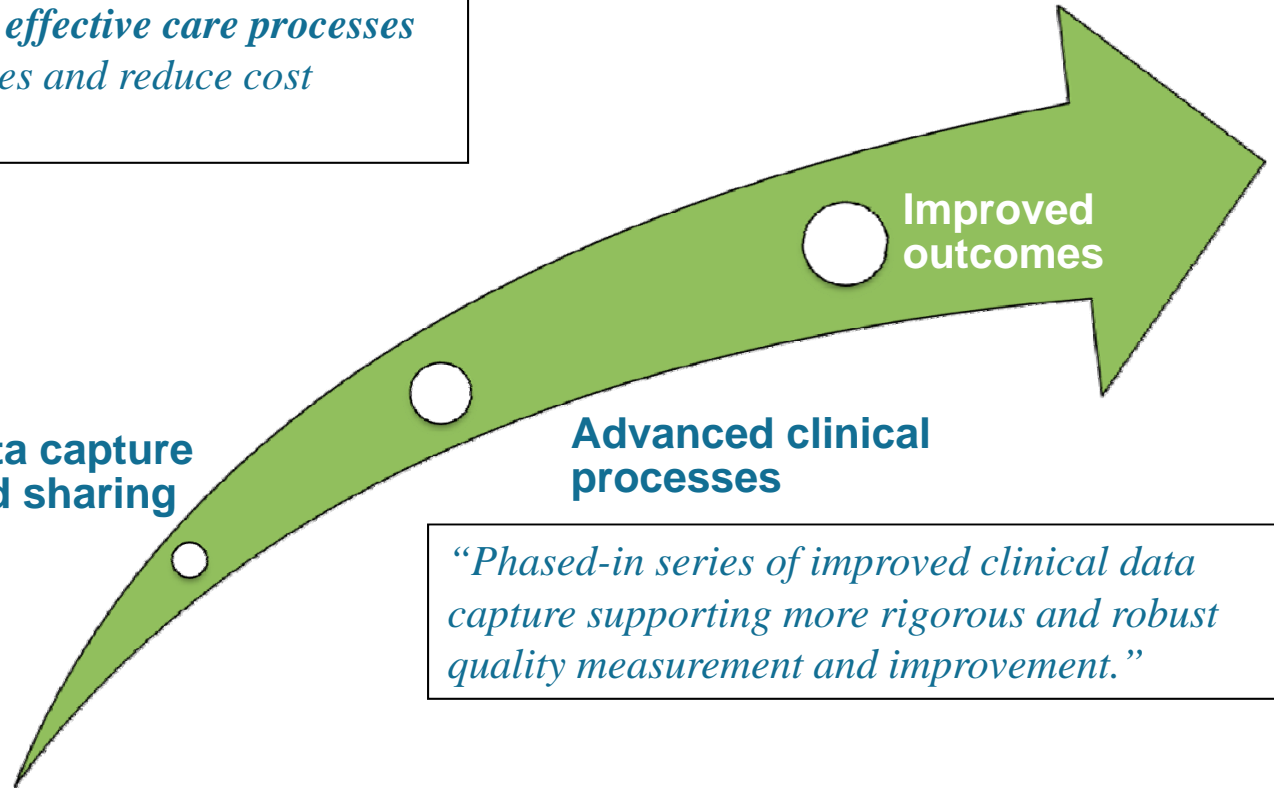 effective care processes
es and reduce cost
Improved
outcomes
ta capture
d sharing
Advanced clinical
processes
“Phased-in series of improved clinical data
capture supporting more rigorous and robust
quality measurement and improvement.”